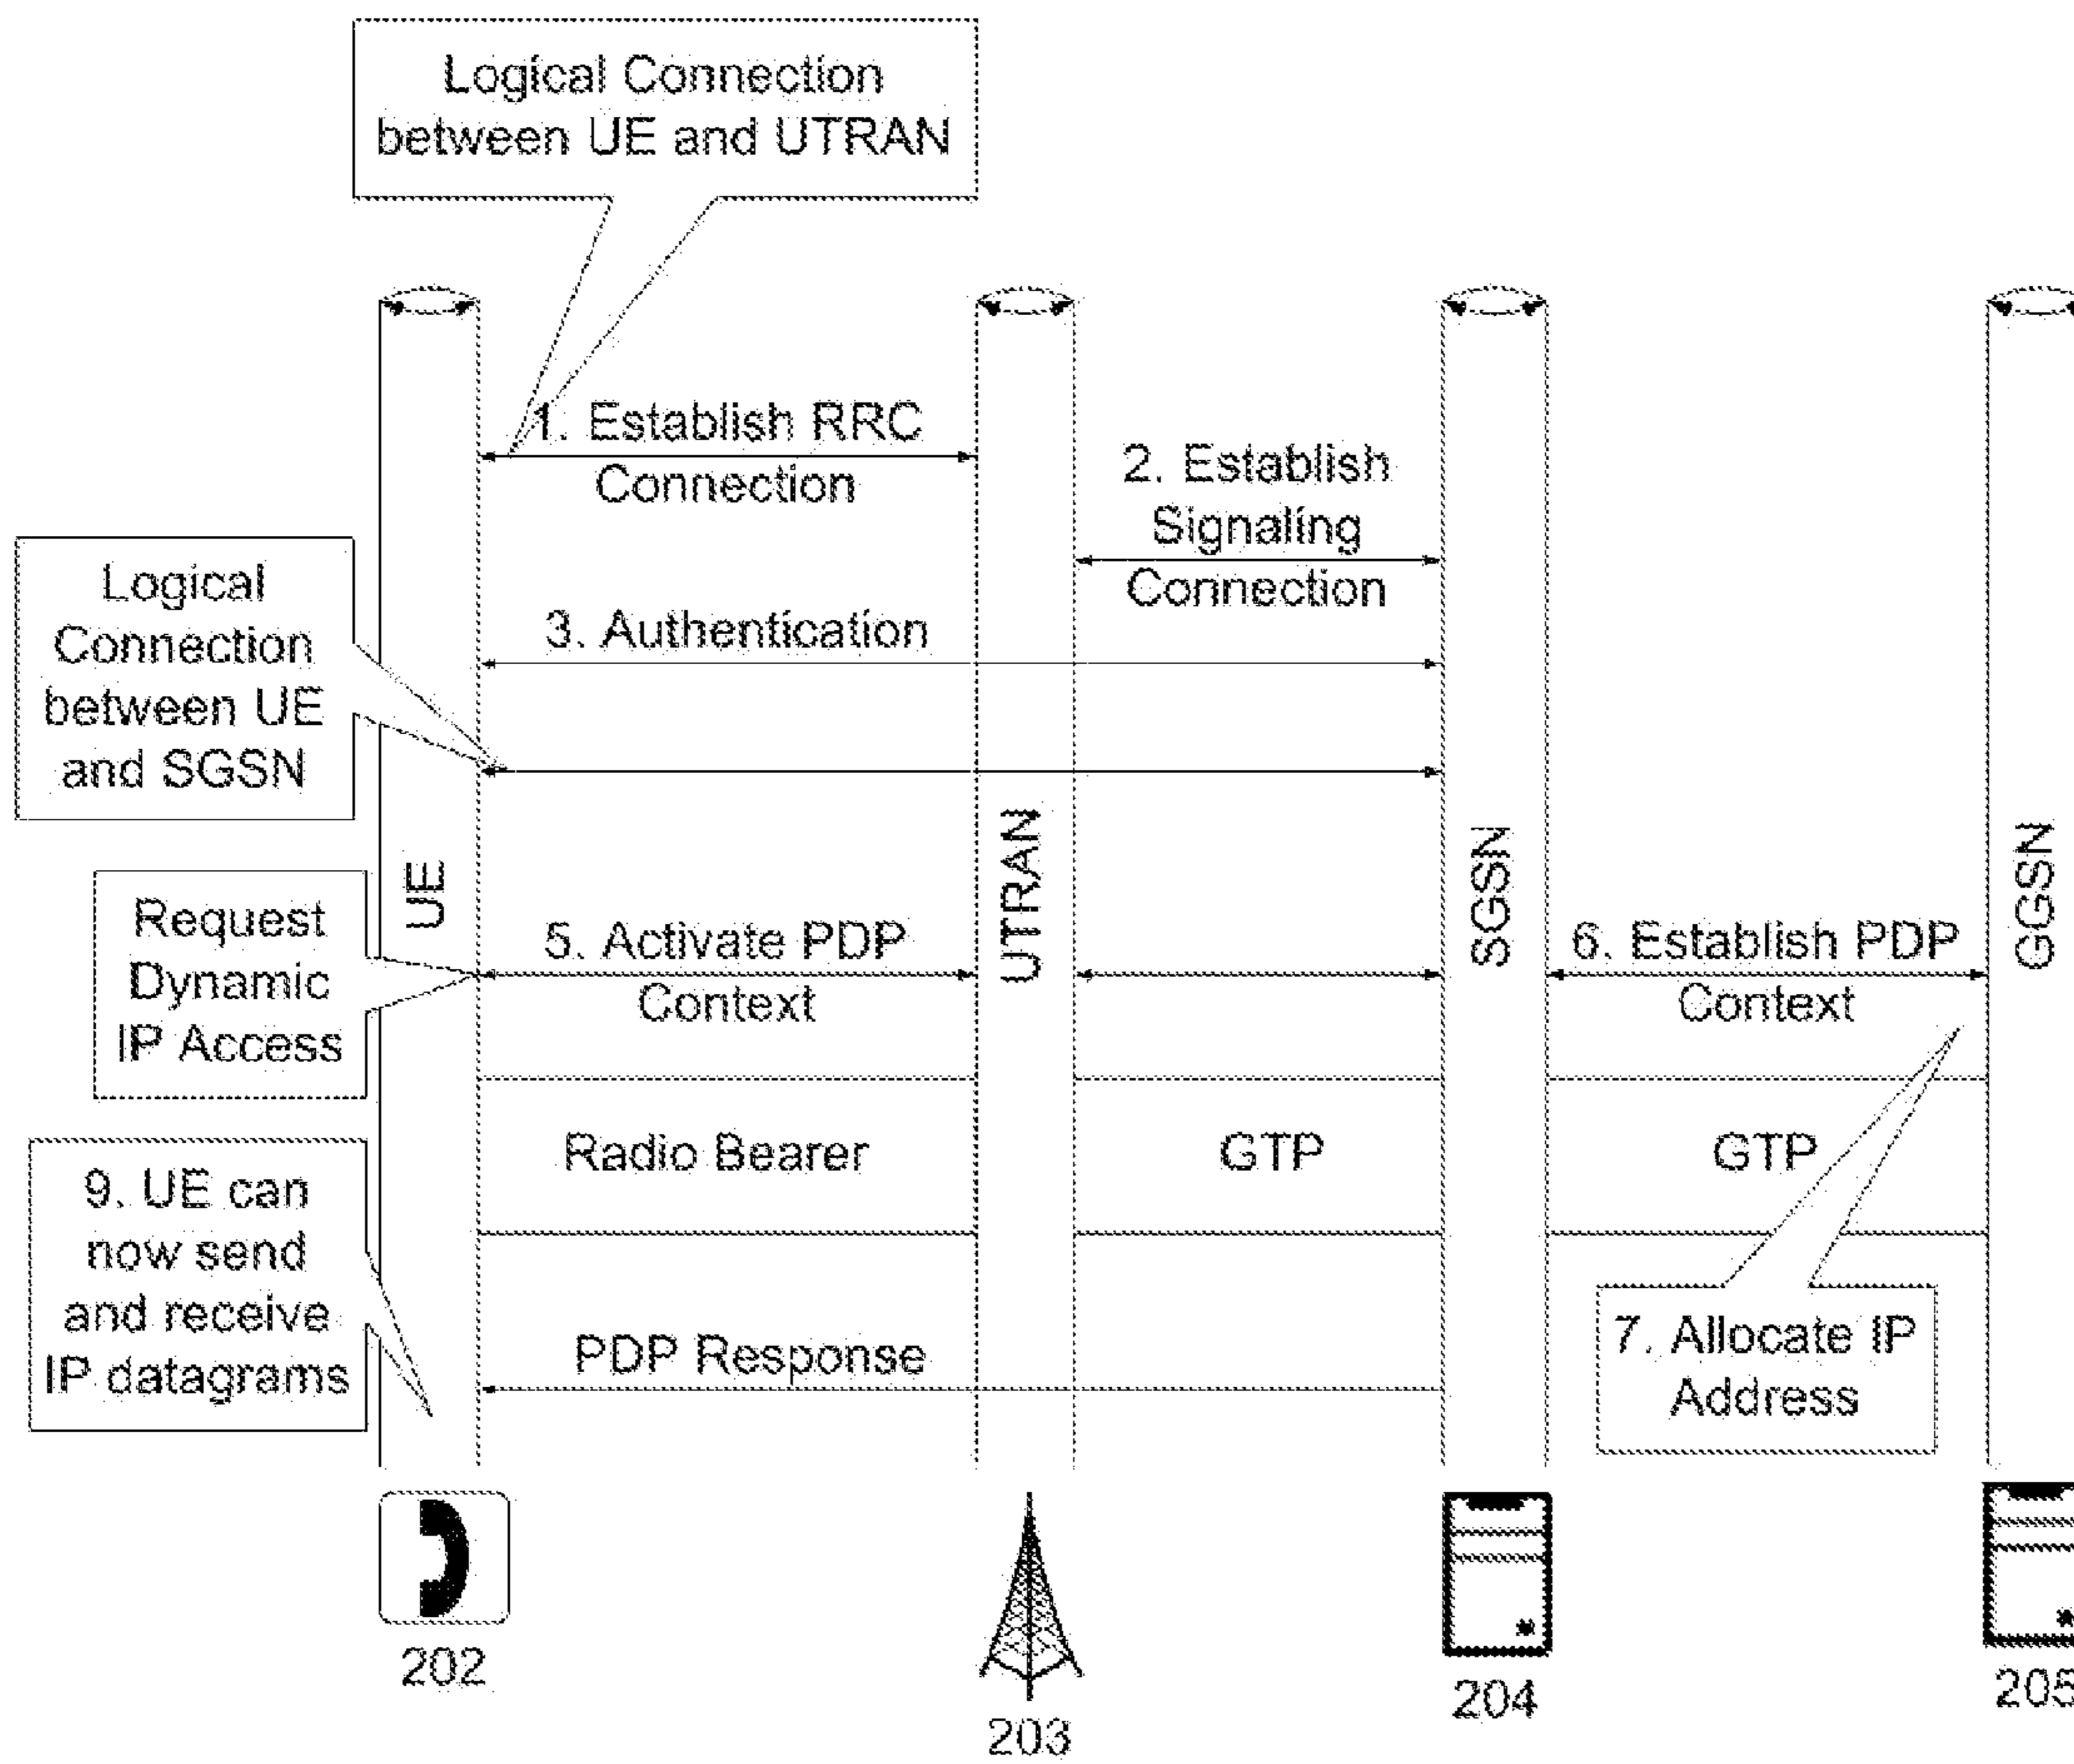 Logical Connection
between UE and UTRAN
1. Establish RRC
Connection
2. Establish
Signaling
Connection
Logical
Connection
between UE
and SGSN
3. Authentication
UE
UTRAN
SGSN
GGSN
Request
Dynamic
IP Access
5. Activate PDP
Context
6. Establish PDP
Context
Radio Bearer
GTP
GTP
9. UE can
now send
and receive
IP datagrams
PDP Response
7. Allocate IP
Address
202
203
204
205